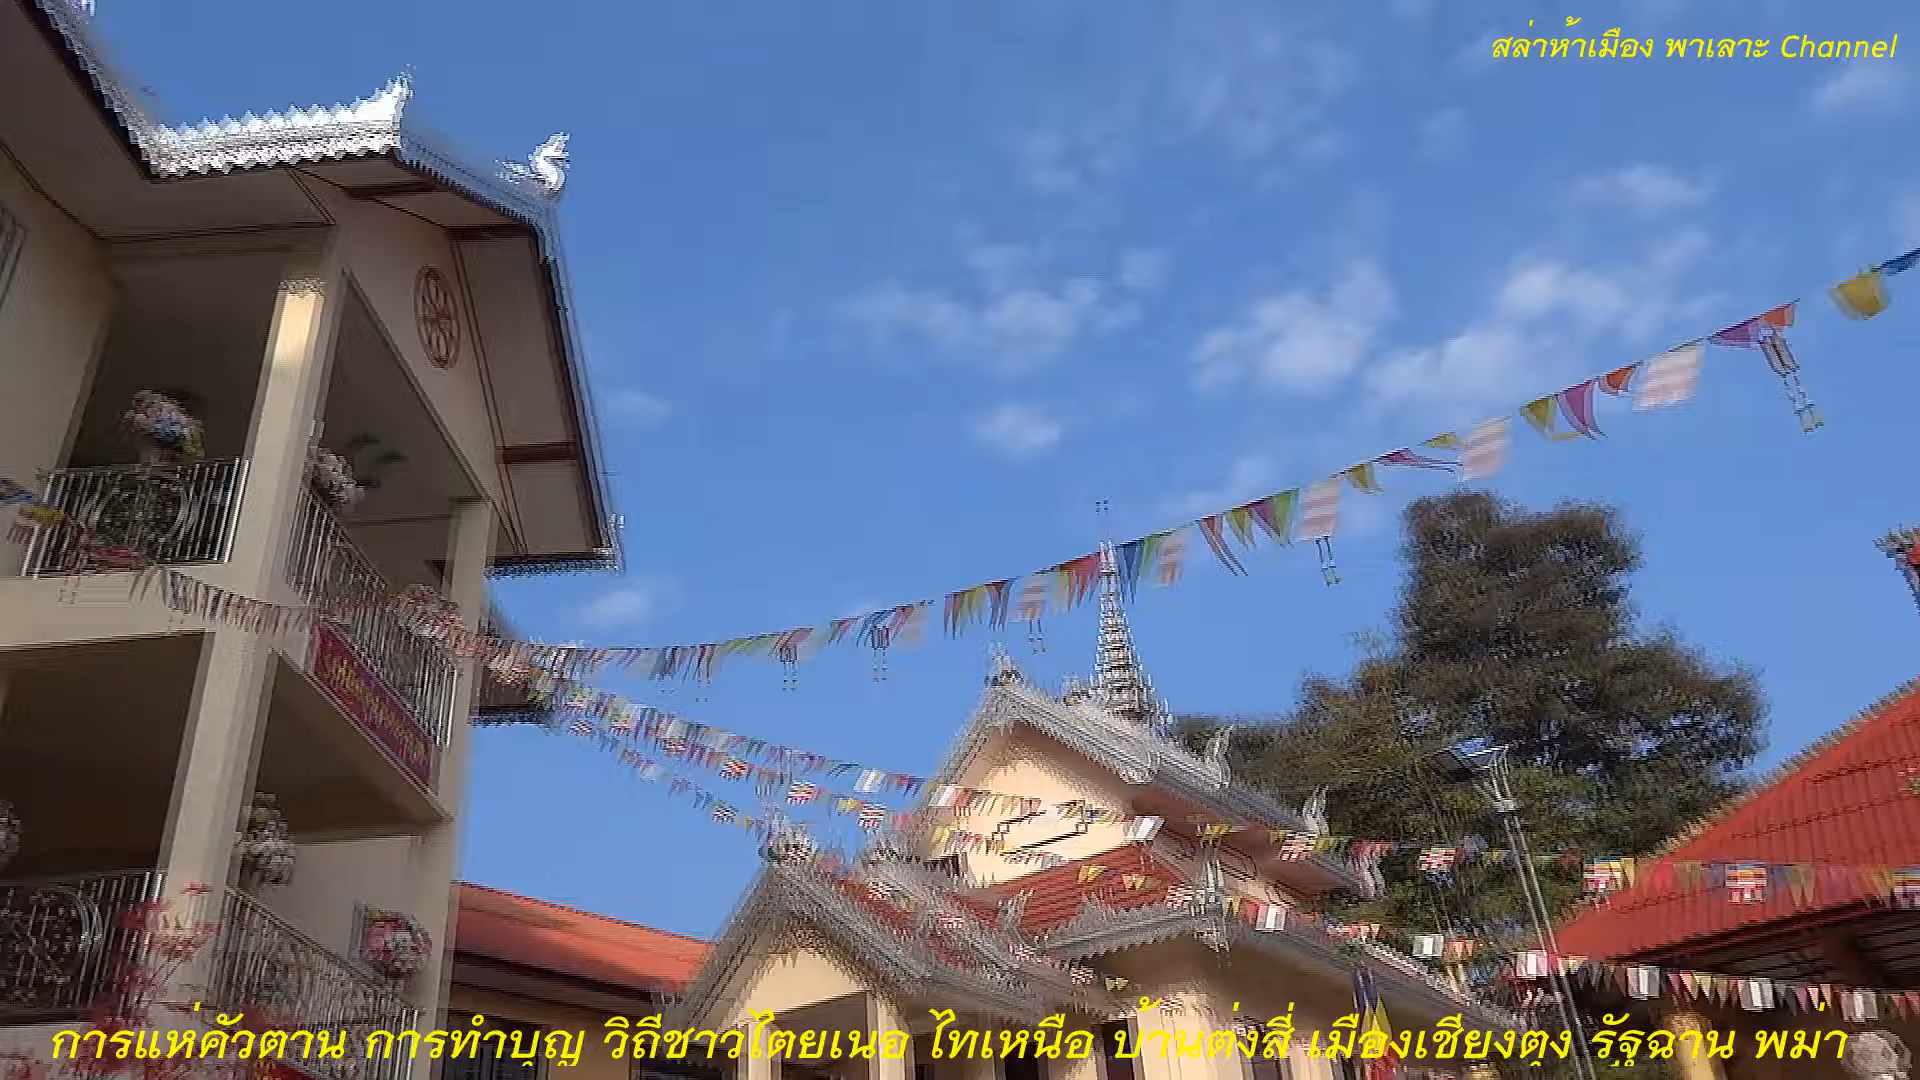 สล่าห้าเมือง พาเลาะ Channel
การแห่คัวตาน การทำบุญ วิถีชาวไตยเนอ ไทเหนือ บ้านต่งสี่ เมืองเชียงตุง รัฐฉาน พม่า